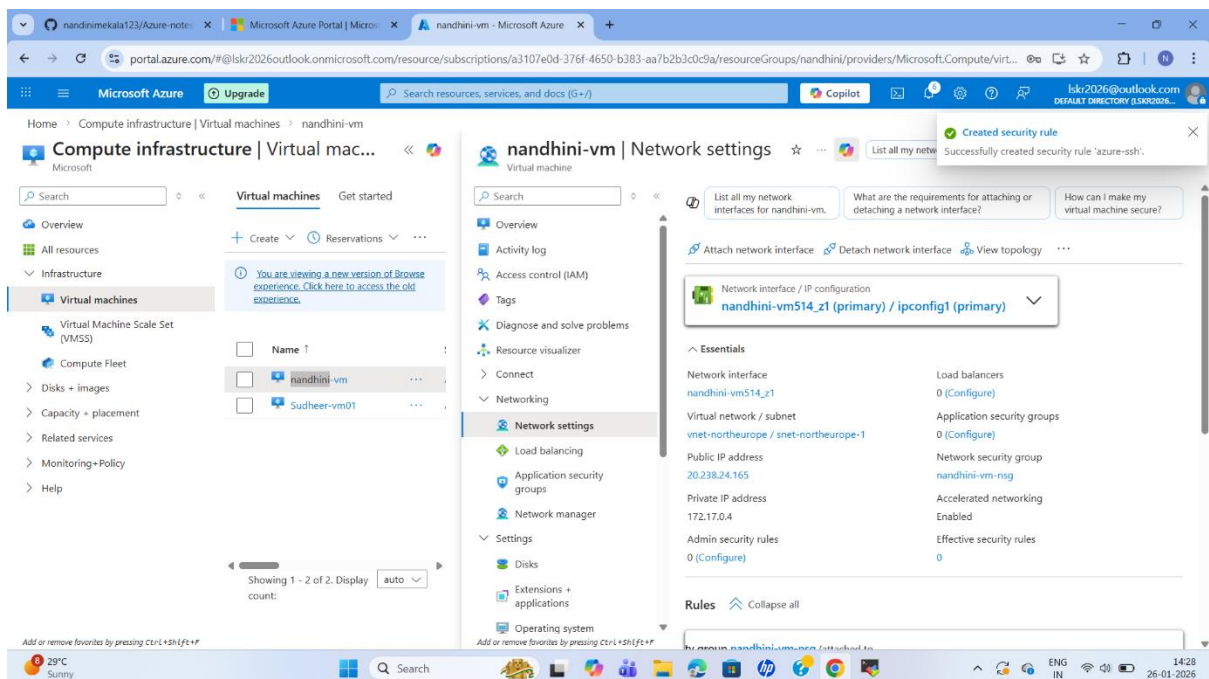 nandinimekala123/Azure-notes
Microsoft Azure Portal | Micros
nandhini-vm - Microsoft Azure
portal.azure.com/#@lskr2026outlook.onmicrosoft.com/resource/subscriptions/a3107e0d-376f-4650-b383-aa7b2b3c0c9a/resourceGroups/nandhini/providers/Microsoft.Compute/virt...
N
Microsoft Azure
Upgrade
Search resources, services, and docs (G+/)
Copilot
6
lskr2026@outlook.com
DEFAULT DIRECTORY (LSKR2026...
Home > Compute infrastructure | Virtual machines > nandhini-vm
Compute infrastructure | Virtual mac...
Microsoft
Search
Overview
All resources
Infrastructure
Virtual machines
Virtual Machine Scale Set
(VMSS)
Compute Fleet
Disks + images
Capacity + placement
Related services
Monitoring+Policy
Help
Add or remove favorites by pressing Ctrl+Shift+F
Virtual machines Get started
+ Create Reservations ...
You are viewing a new version of Browse
experience. Click here to access the old
experience.
Name ↑
nandhini-vm ...
Sudheer-vm01 ...
Showing 1 - 2 of 2. Display auto
count:
nandhini-vm | Network settings
Virtual machine
List all my netw
Created security rule
Successfully created security rule 'azure-ssh'.
Search
Overview
Activity log
Access control (IAM)
Tags
Diagnose and solve problems
Resource visualizer
Connect
Networking
Network settings
Load balancing
Application security
groups
Network manager
Settings
Disks
Extensions +
applications
Operating system
Add or remove favorites by pressing Ctrl+Shift+F
List all my network
interfaces for nandhini-vm.
What are the requirements for attaching or
detaching a network interface?
How can I make my
virtual machine secure?
Attach network interface Detach network interface View topology ...
Network interface / IP configuration
nandhini-vm514_z1 (primary) / ipconfig1 (primary)
Essentials
Network interface
nandhini-vm514_z1
Virtual network / subnet
vnet-northeurope / snet-northeurope-1
Public IP address
20.238.24.165
Private IP address
172.17.0.4
Admin security rules
0 (Configure)
Load balancers
0 (Configure)
Application security groups
0 (Configure)
Network security group
nandhini-vm-nsg
Accelerated networking
Enabled
Effective security rules
0
Rules Collapse all
ty group nandhini-vm-nsg (attached to
8
29°C
Sunny
Search
ENG
IN
14:28
26-01-2026